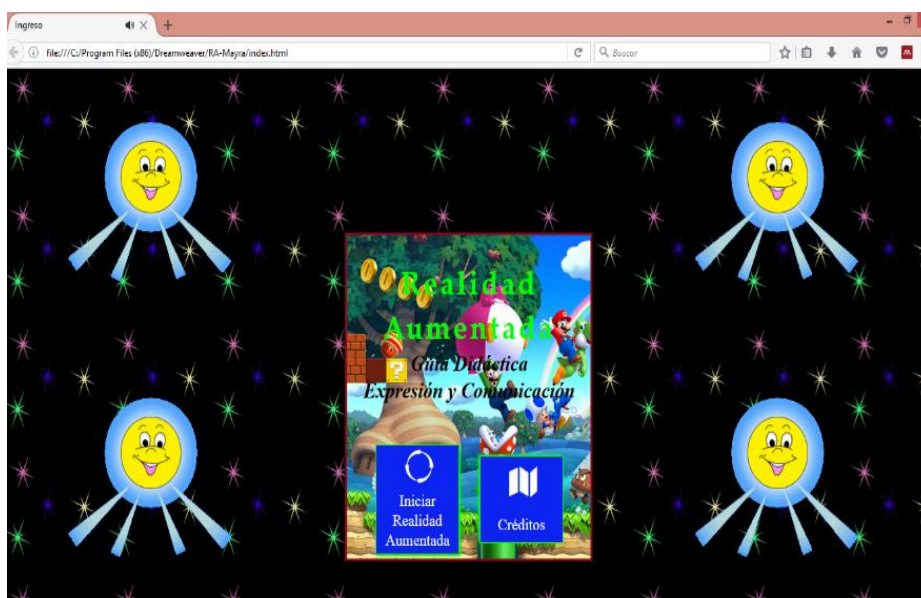 Ingreso
file:///C:/Program Files (x86)/Dreamweaver/RA-Mayra/index.html
Buscar
Realidad
Aumentada
?
Guía Didáctica
Expresión y Comunicación
Iniciar
Realidad
Aumentada
Créditos